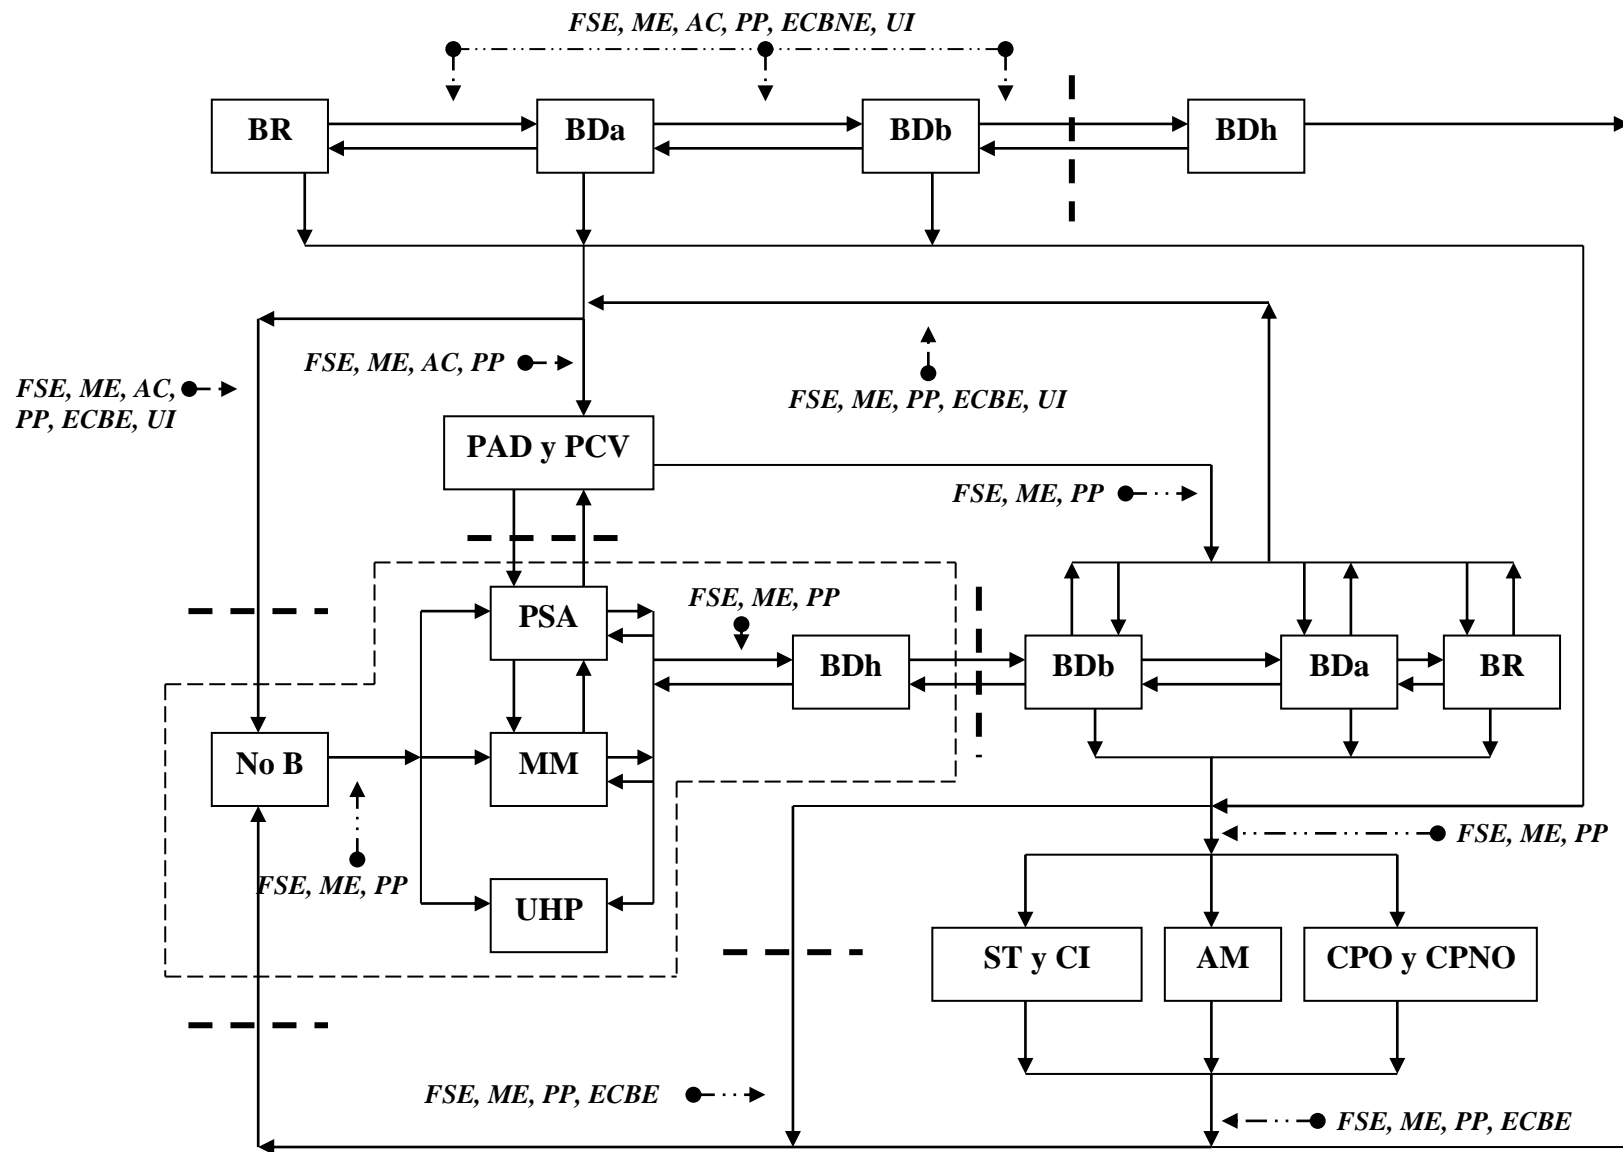 FSE, ME, AC, PP, ECBNE, UI
BR
BDa
BDb
BDh
FSE, ME, AC, PP
FSE, ME, AC,
PP, ECBE, UI
FSE, ME, PP, ECBE, UI
PAD y PCV
FSE, ME, PP
FSE, ME, PP
PSA
BDh
BDb
BDa
BR
No B
MM
FSE, ME, PP
FSE, ME, PP
UHP
ST y CI
AM
CPO y CPNO
FSE, ME, PP, ECBE
FSE, ME, PP, ECBE